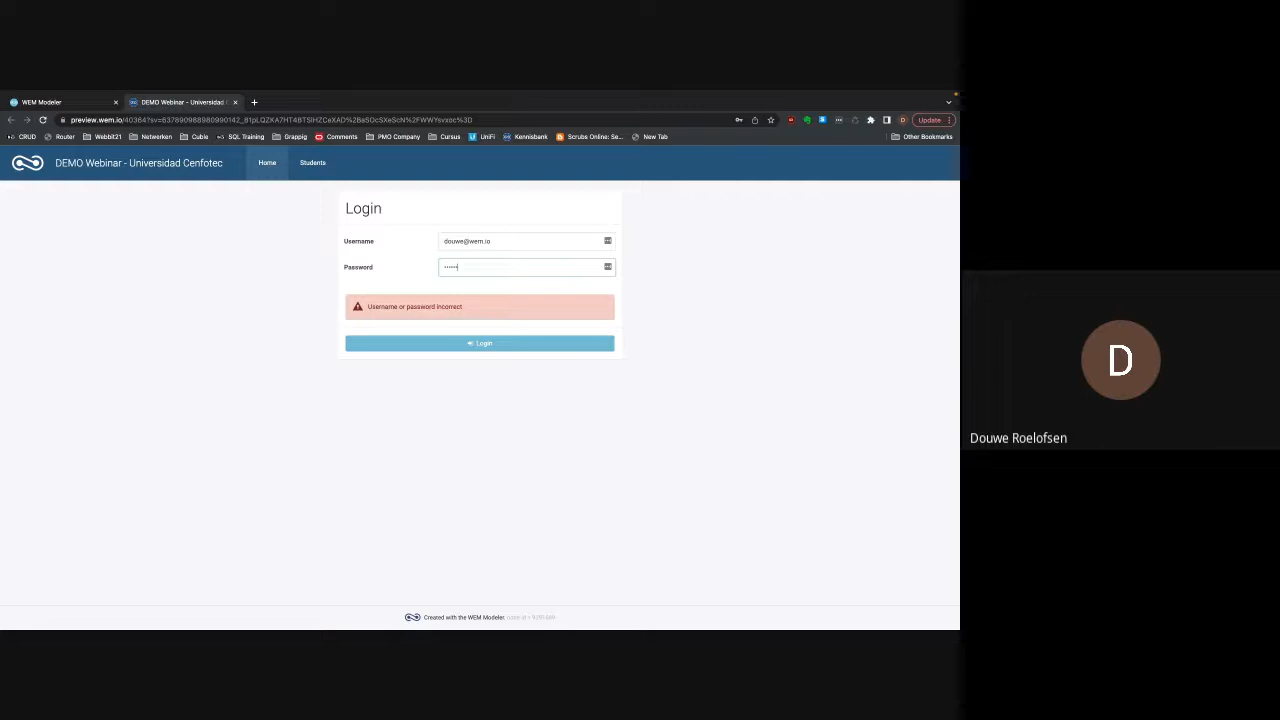 WEM Modeler
DEMO Webinar - Universidad
CRUD Router Webbit21 Netwerken Cubie SQL Training Grappig Comments PMO Company Cursus UniFi Kennisbank Scrubs Online: Se... New Tab Other Bookmarks
Update
DEMO Webinar - Universidad Cenfotec Home Students
Login
Username douwe@wem.io
Password
Username or password incorrect
Login
Created with the WEM Modeler.
D
Douwe Roelofsen